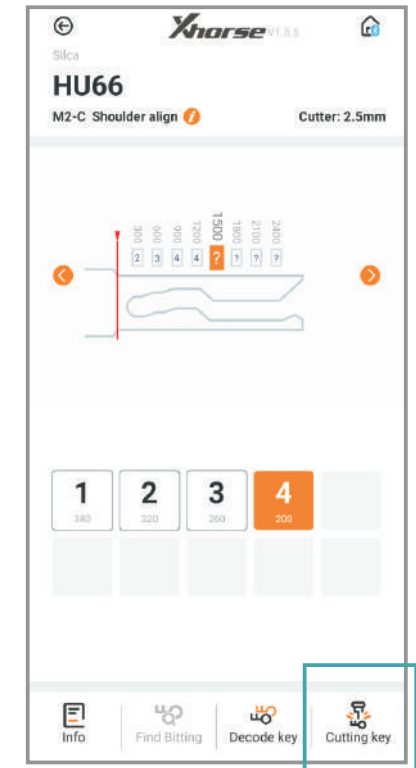 Xhorse V1.3.5
Silca
HU66
M2-C Shoulder align i Cutter: 2.5mm
300 600 900 1200 1500 1800 2100 2400
2 3 4 4 ? ? ? ?
1 2 3 4
380 320 260 200
Info Find Bitting Decode key Cutting key